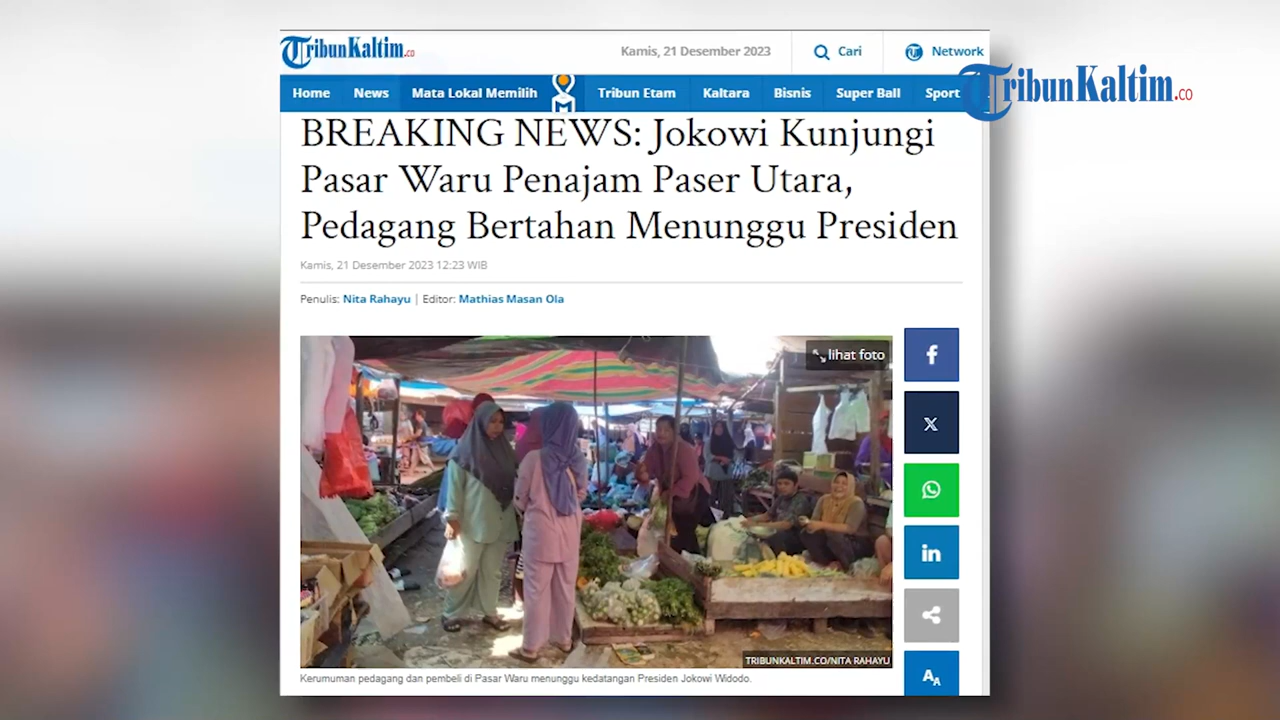 TribunKaltim.co
Kamis, 21 Desember 2023
Cari
Network
Home
News
Mata Lokal Memilih
Tribun Etam
Kaltara
Bisnis
Super Ball
Sport
TribunKaltim.co
BREAKING NEWS: Jokowi Kunjungi
Pasar Waru Penajam Paser Utara,
Pedagang Bertahan Menunggu Presiden
Kamis, 21 Desember 2023 12:23 WIB
Penulis: Nita Rahayu | Editor: Mathias Masan Ola
lihat foto
f
X
in
AA
TRIBUNKALTIM.CO/NITA RAHAYU
Kerumuman pedagang dan pembeli di Pasar Waru menunggu kedatangan Presiden Jokowi Widodo.